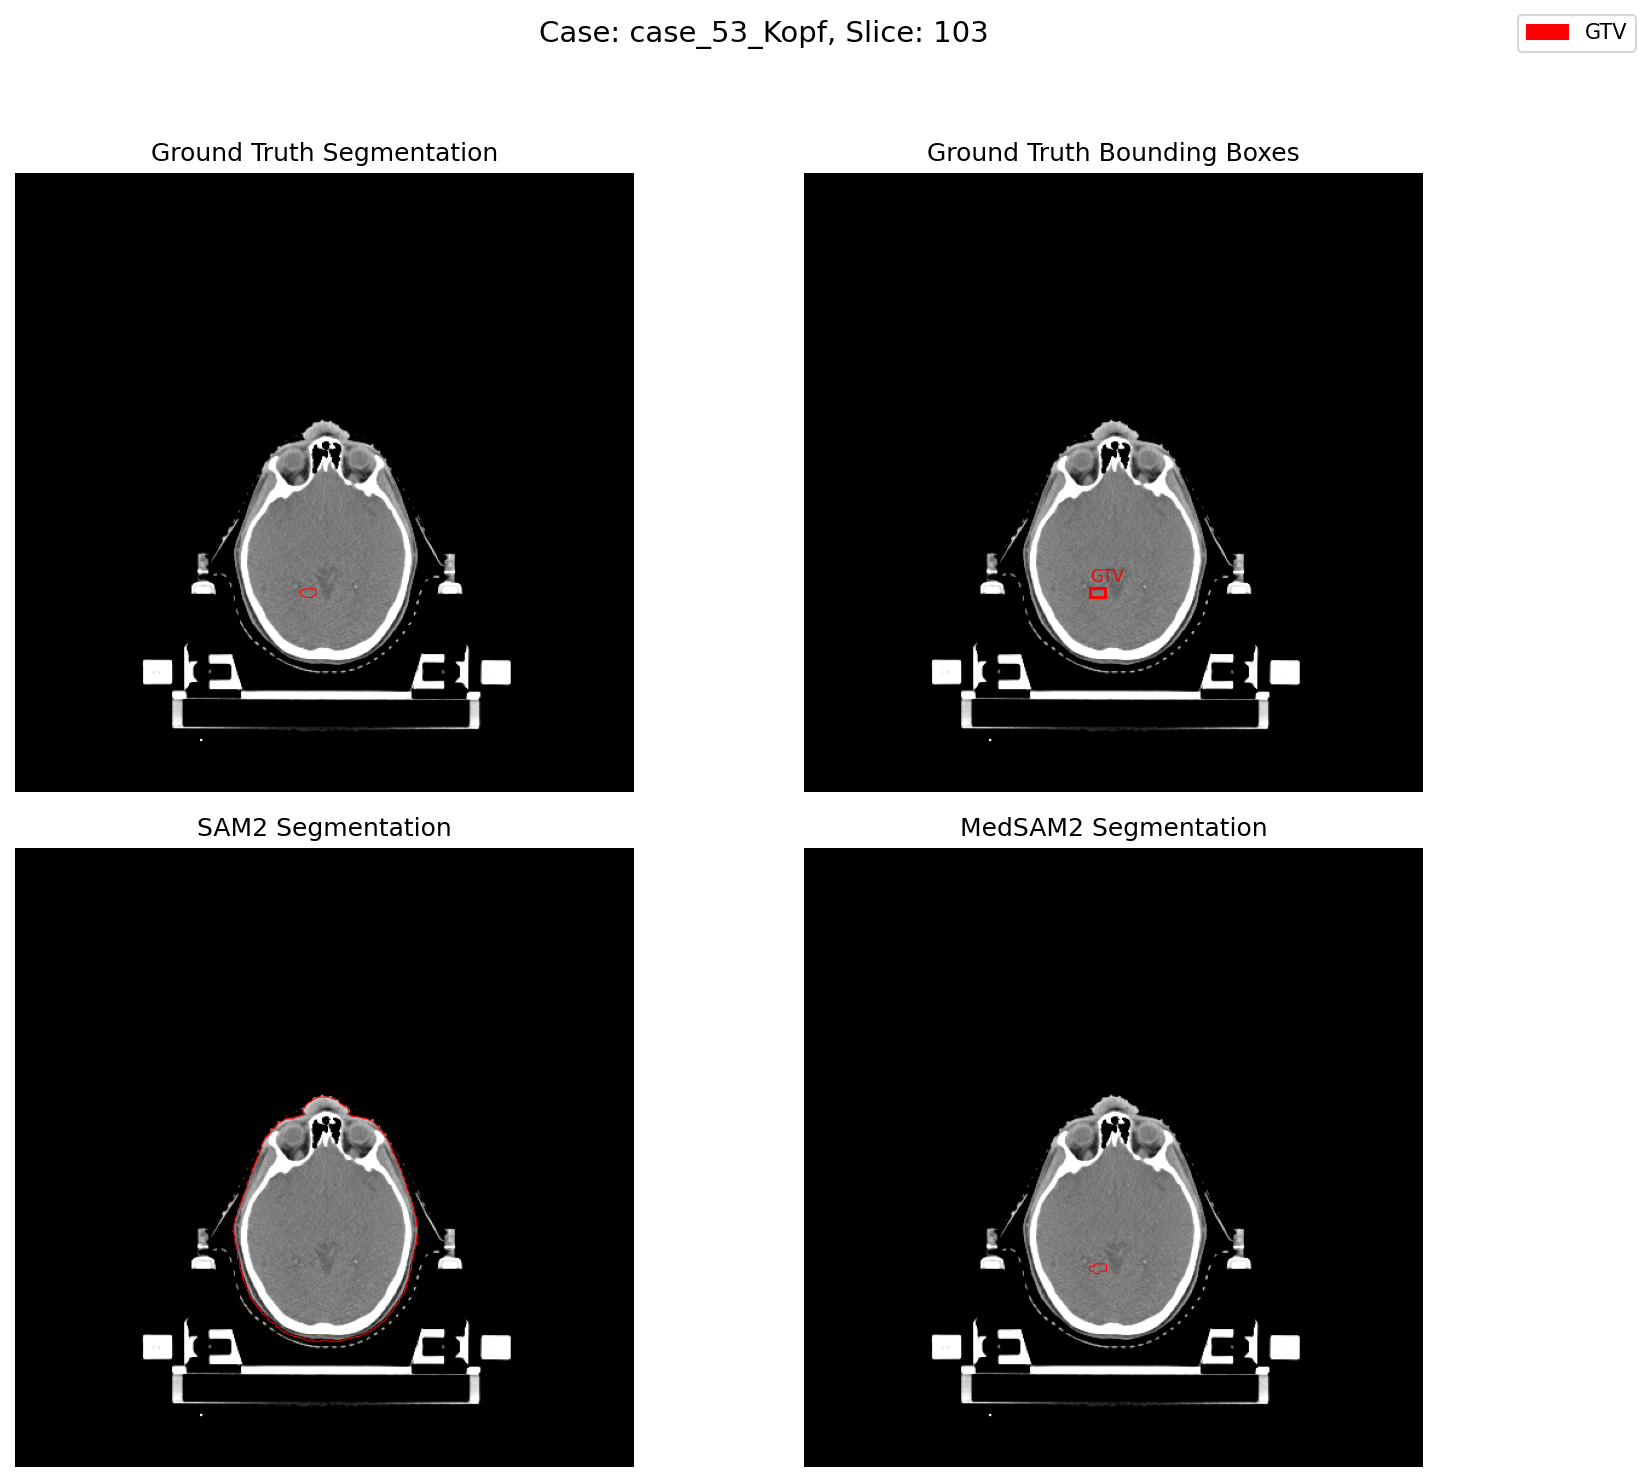 Case: case_53_Kopf, Slice: 103
GTV
Ground Truth Segmentation
Ground Truth Bounding Boxes
GTV
SAM2 Segmentation
MedSAM2 Segmentation